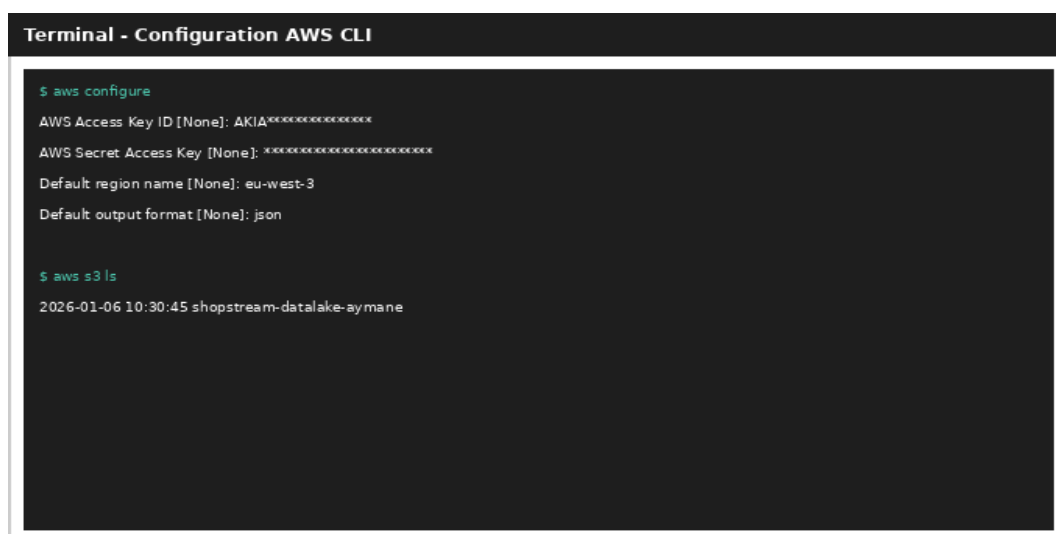 Terminal - Configuration AWS CLI
$ aws configure
AWS Access Key ID [None]: AKIA****************
AWS Secret Access Key [None]: **************************
Default region name [None]: eu-west-3
Default output format [None]: json
$ aws s3 ls
2026-01-06 10:30:45 shopstream-datalake-aymane